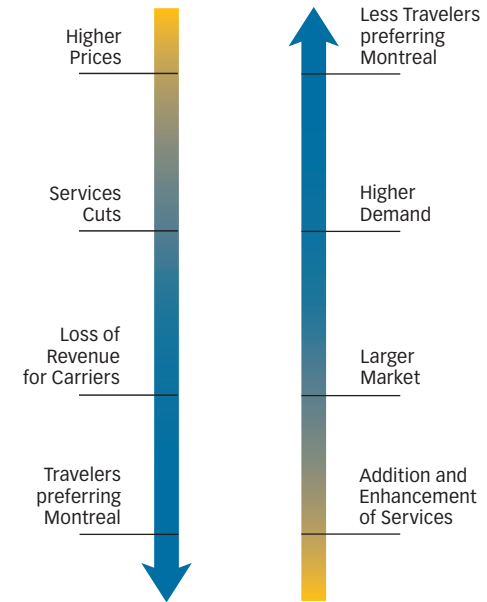 Higher
Prices
Services
Cuts
Loss of
Revenue
for Carriers
Travelers
preferring
Montreal
Less Travelers
preferring
Montreal
Higher
Demand
Larger
Market
Addition and
Enhancement
of Services